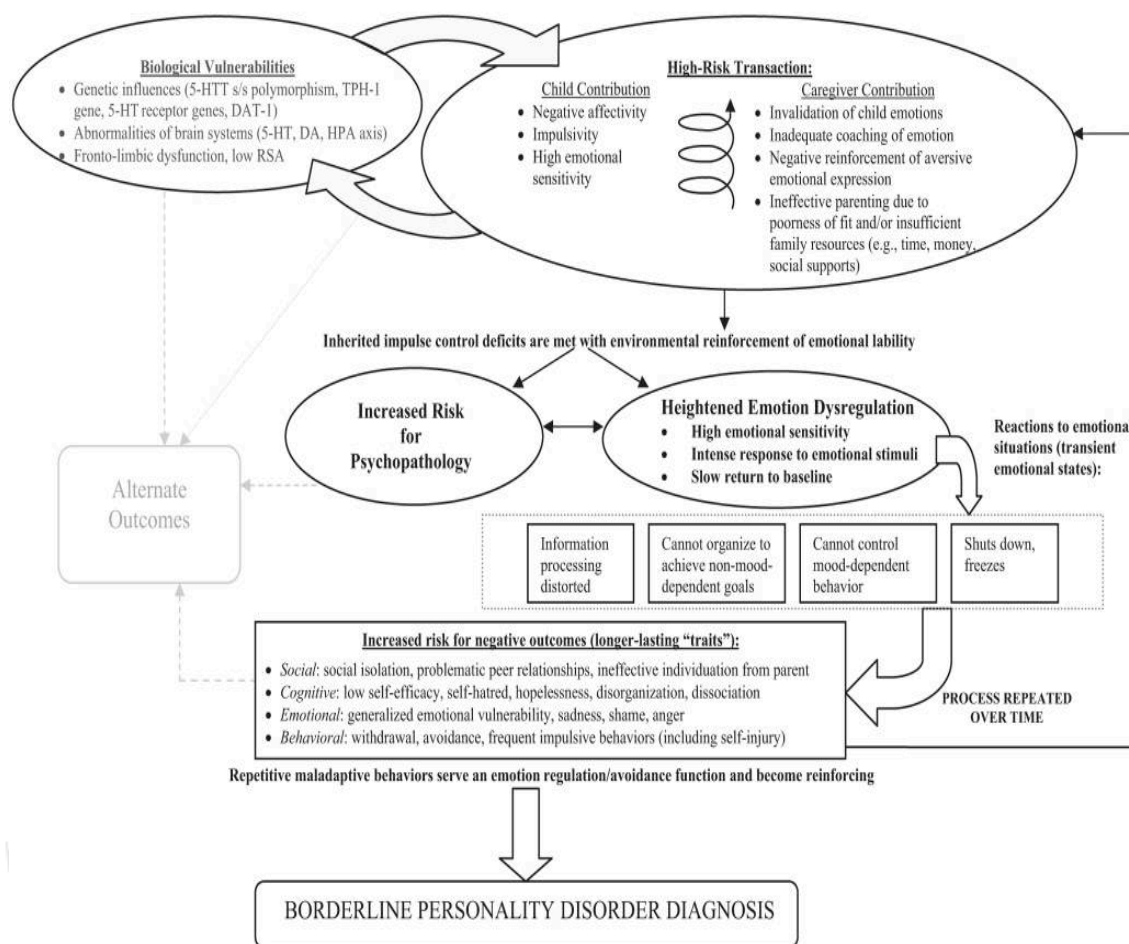 Biological Vulnerabilities
• Genetic influences (5-HTT s/s polymorphism, TPH-1
gene, 5-HT receptor genes, DAT-1)
• Abnormalities of brain systems (5-HT, DA, HPA axis)
• Fronto-limbic dysfunction, low RSA
High-Risk Transaction:
Child Contribution
• Negative affectivity
• Impulsivity
• High emotional
sensitivity
Caregiver Contribution
• Invalidation of child emotions
• Inadequate coaching of emotion
• Negative reinforcement of aversive
emotional expression
• Ineffective parenting due to
poorness of fit and/or insufficient
family resources (e.g., time, money,
social supports)
Inherited impulse control deficits are met with environmental reinforcement of emotional lability
Increased Risk
for
Psychopathology
Heightened Emotion Dysregulation
• High emotional sensitivity
• Intense response to emotional stimuli
• Slow return to baseline
Reactions to emotional
situations (transient
emotional states):
Alternate
Outcomes
Information
processing
distorted
Cannot organize to
achieve non-mood-
dependent goals
Cannot control
mood-dependent
behavior
Shuts down,
freezes
Increased risk for negative outcomes (longer-lasting “traits”):
• Social: social isolation, problematic peer relationships, ineffective individuation from parent
• Cognitive: low self-efficacy, self-hatred, hopelessness, disorganization, dissociation
• Emotional: generalized emotional vulnerability, sadness, shame, anger
• Behavioral: withdrawal, avoidance, frequent impulsive behaviors (including self-injury)
PROCESS REPEATED
OVER TIME
Repetitive maladaptive behaviors serve an emotion regulation/avoidance function and become reinforcing
BORDERLINE PERSONALITY DISORDER DIAGNOSIS